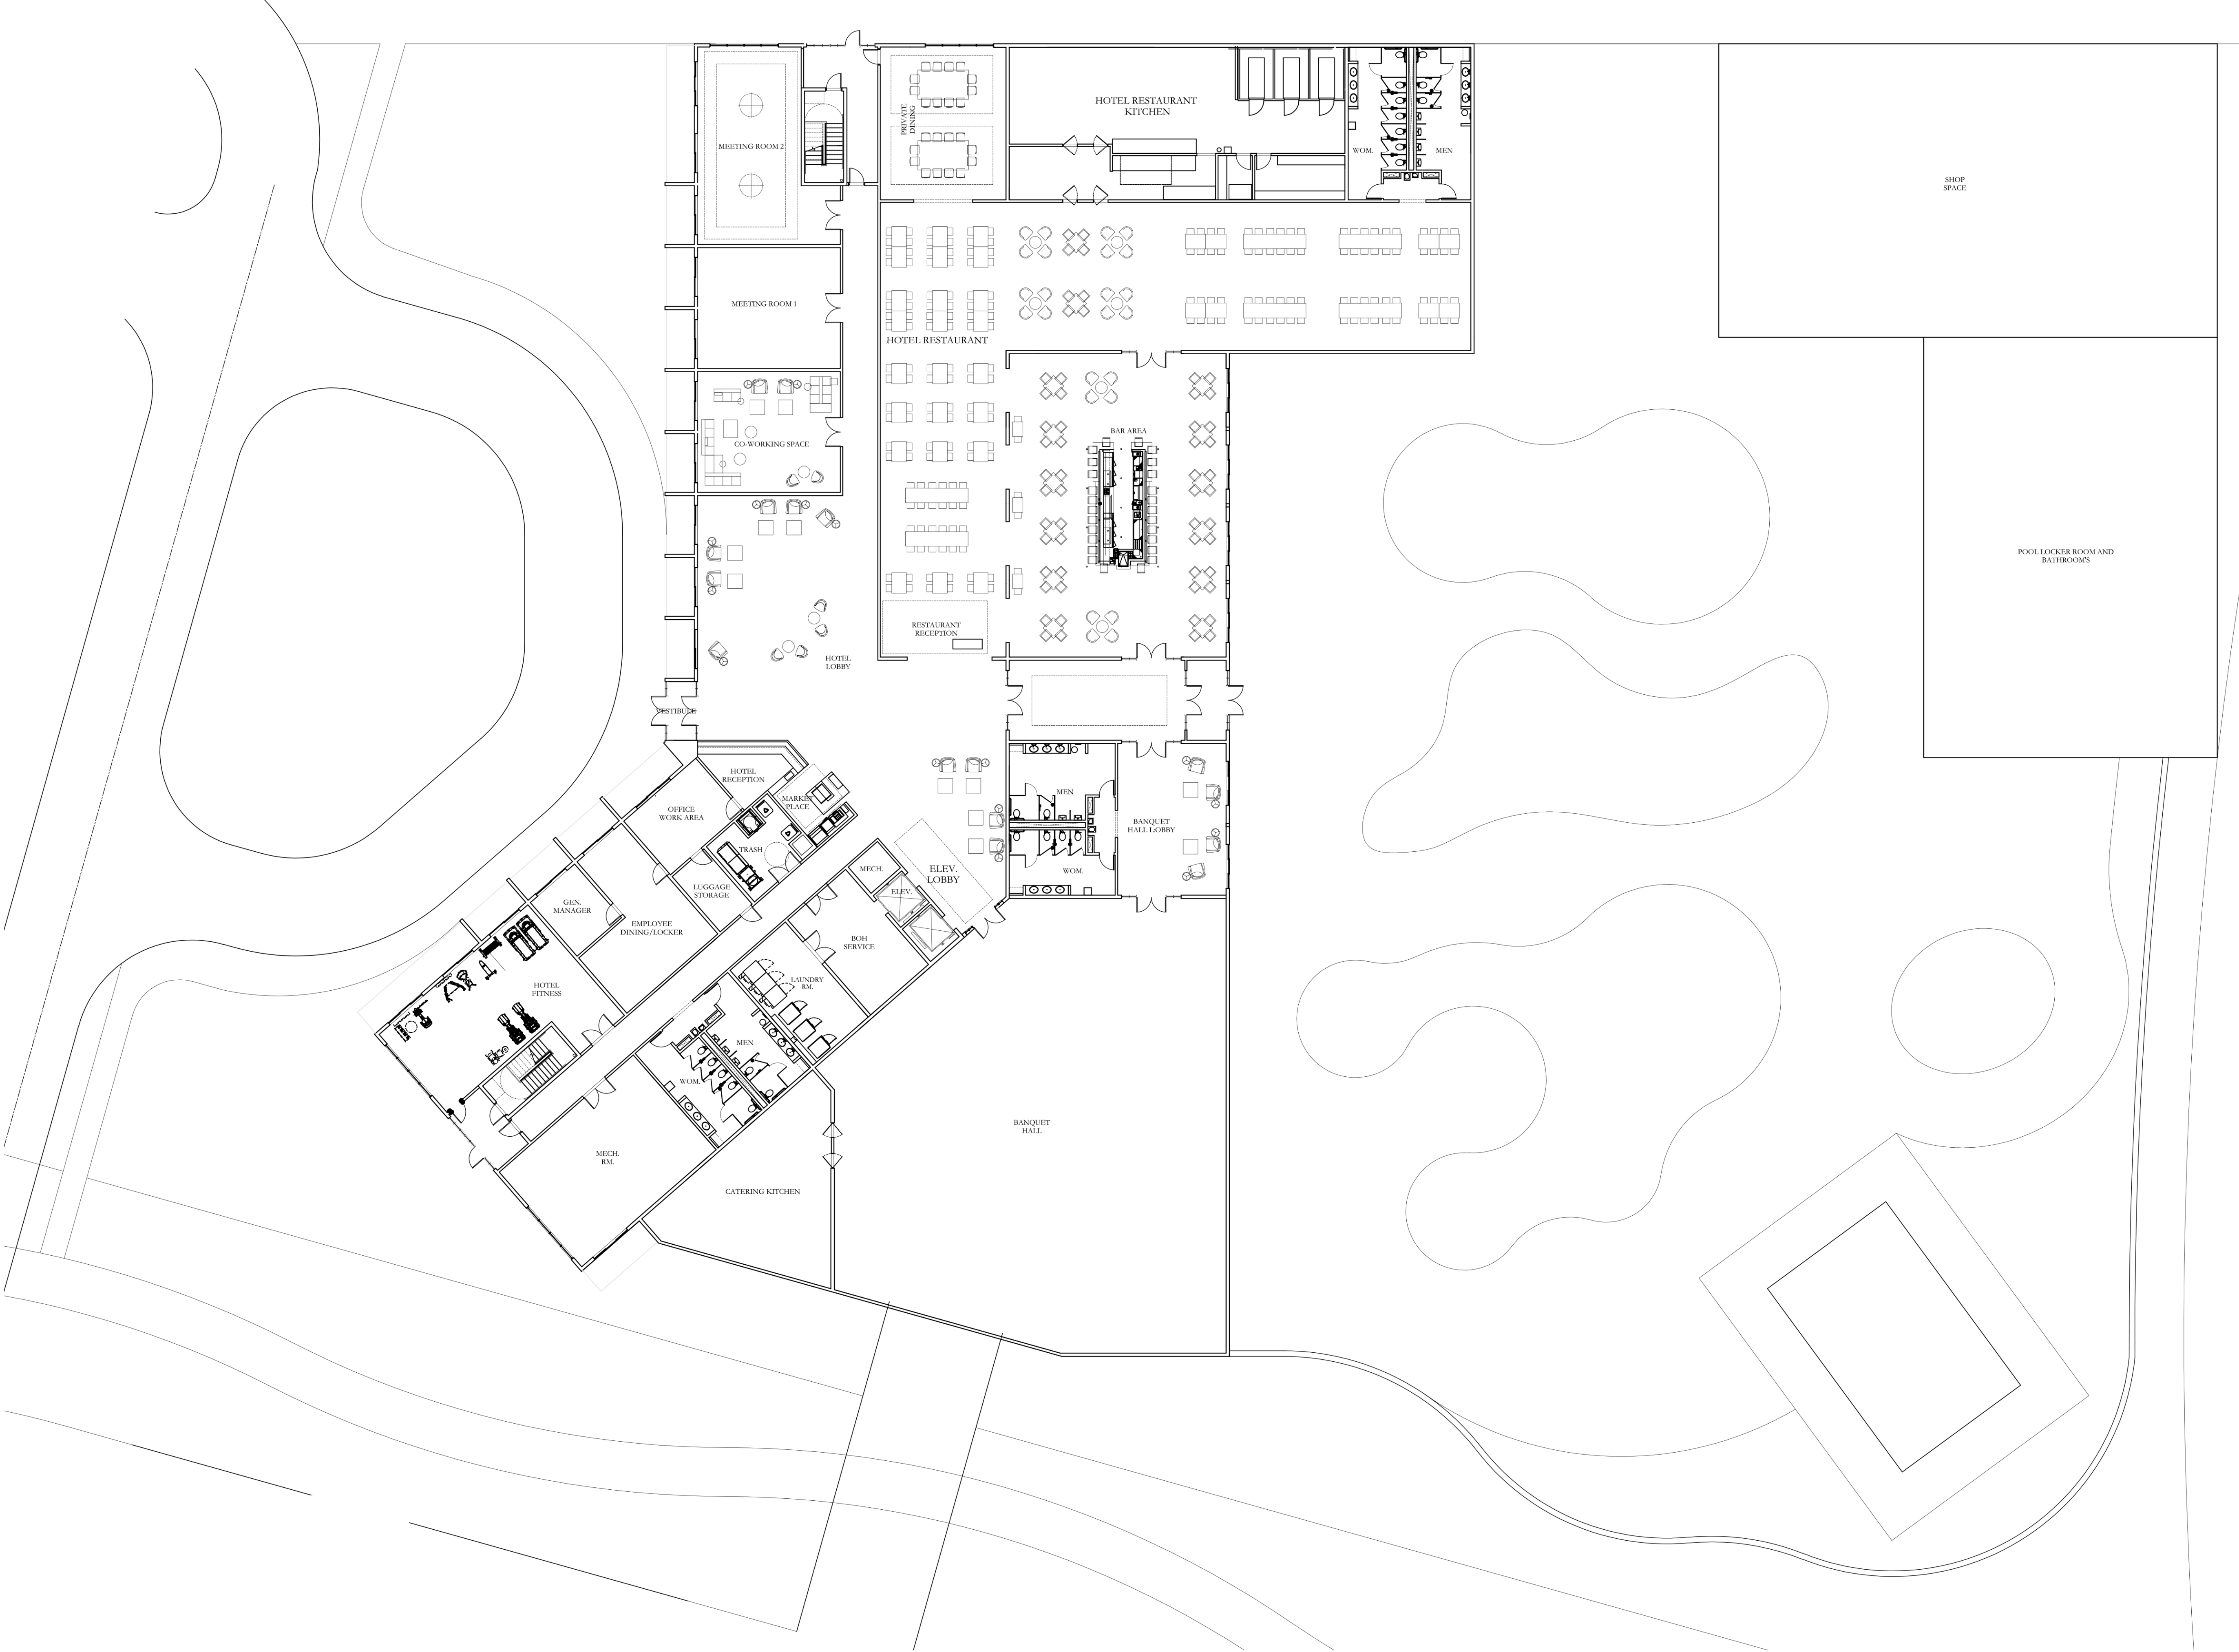 HOTEL RESTAURANT
KITCHEN
PRIVATE
DINING
MEETING ROOM 2
WOM.
MEN
SHOP
SPACE
MEETING ROOM 1
HOTEL RESTAURANT
BAR AREA
CO-WORKING SPACE
POOL LOCKER ROOM AND
BATHROOM'S
RESTAURANT
RECEPTION
HOTEL
LOBBY
VESTIBULE
HOTEL
RECEPTION
MARKET
PLACE
MEN
OFFICE
WORK AREA
BANQUET
HALL LOBBY
TRASH
MECH.
ELEV.
LOBBY
WOM.
LUGGAGE
STORAGE
ELEV.
GEN.
MANAGER
EMPLOYEE
DINING/LOCKER
BOH
SERVICE
LAUNDRY
RM.
HOTEL
FITNESS
MEN
WOM.
BANQUET
HALL
MECH.
RM.
CATERING KITCHEN